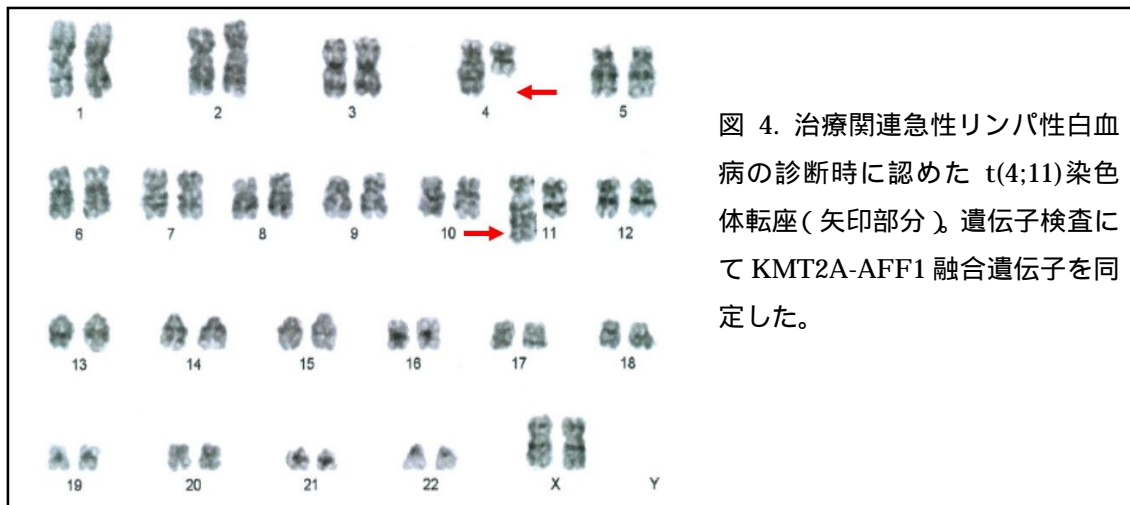 1 2 3 4 5
6 7 8 9 10 11 12
13 14 15 16 17 18
19 20 21 22 X Y
図 4. 治療関連急性リンパ性白血
病の診断時に認めた t(4;11)染色
体転座(矢印部分)。遺伝子検査に
て KMT2A-AFF1 融合遺伝子を同
定した。